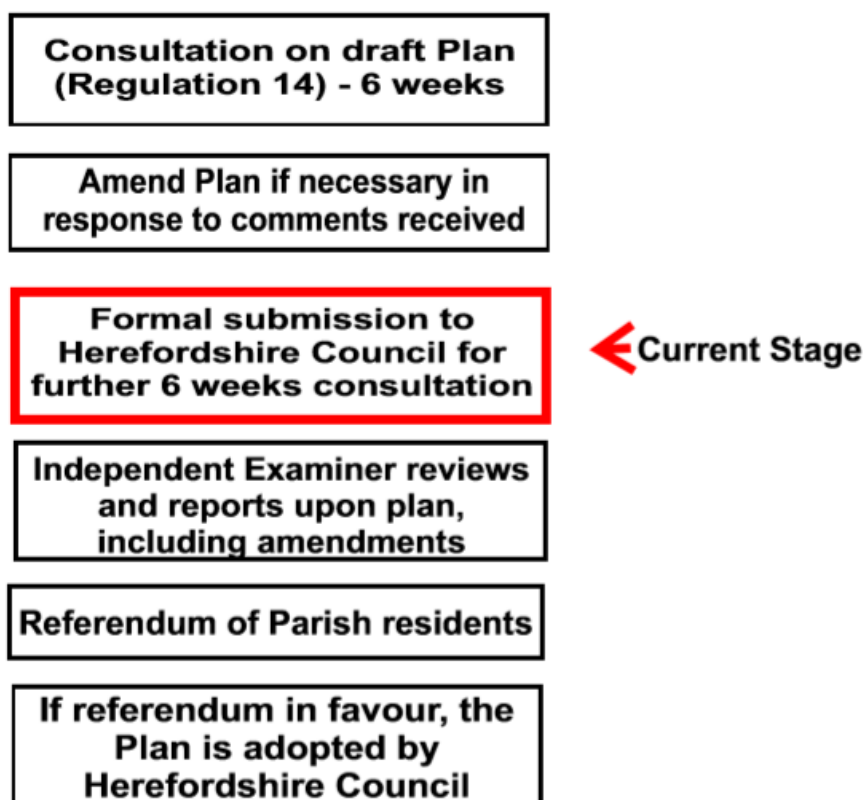 Consultation on draft Plan
(Regulation 14) - 6 weeks
Amend Plan if necessary in
response to comments received
Formal submission to
Herefordshire Council for
further 6 weeks consultation
Current Stage
Independent Examiner reviews
and reports upon plan,
including amendments
Referendum of Parish residents
If referendum in favour, the
Plan is adopted by
Herefordshire Council